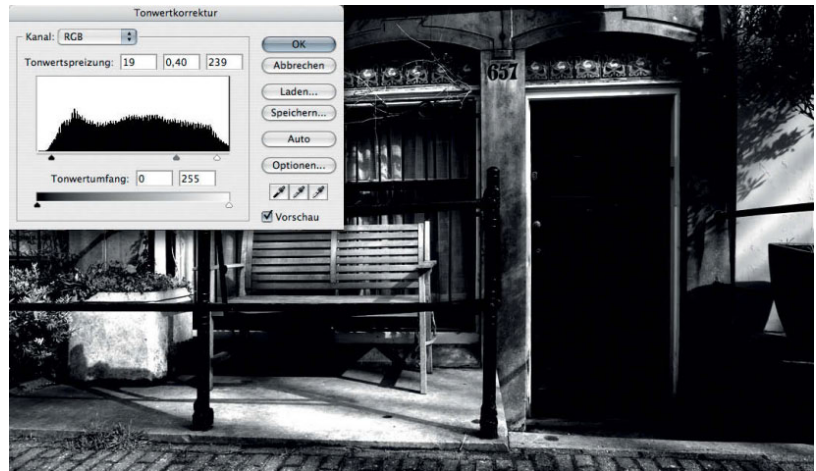 Tonwertkorrektur
Kanal: RGB
OK
Tonwertspreizung: 19 0,40 239
Abbrechen
Laden...
Speichern...
Auto
Tonwertumfang: 0 255
Optionen...
Vorschau
657